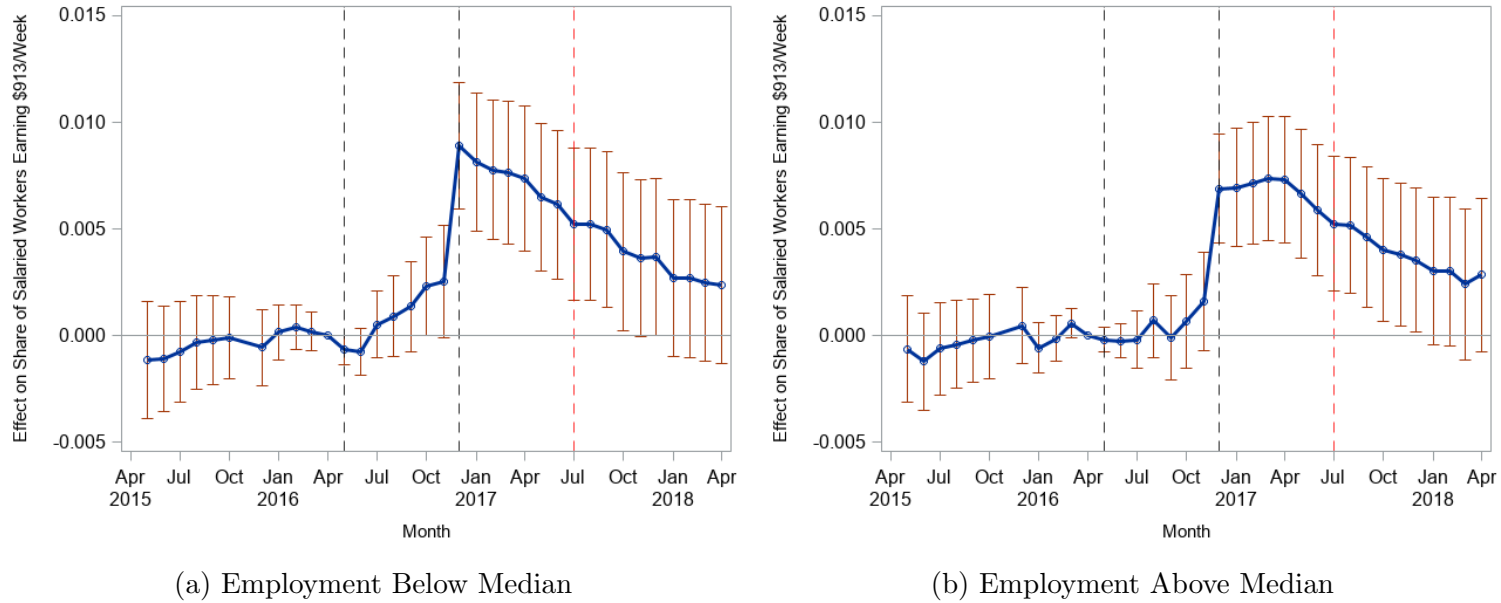 Effect on Share of Salaried Workers Earning $913/Week
0.015
0.010
0.005
0.000
-0.005
Apr Jul Oct Jan Apr Jul Oct Jan Apr Jul Oct Jan Apr
2015 2016 2017 2018
Month
(a) Employment Below Median
Effect on Share of Salaried Workers Earning $913/Week
0.015
0.010
0.005
0.000
-0.005
Apr Jul Oct Jan Apr Jul Oct Jan Apr Jul Oct Jan Apr
2015 2016 2017 2018
Month
(b) Employment Above Median